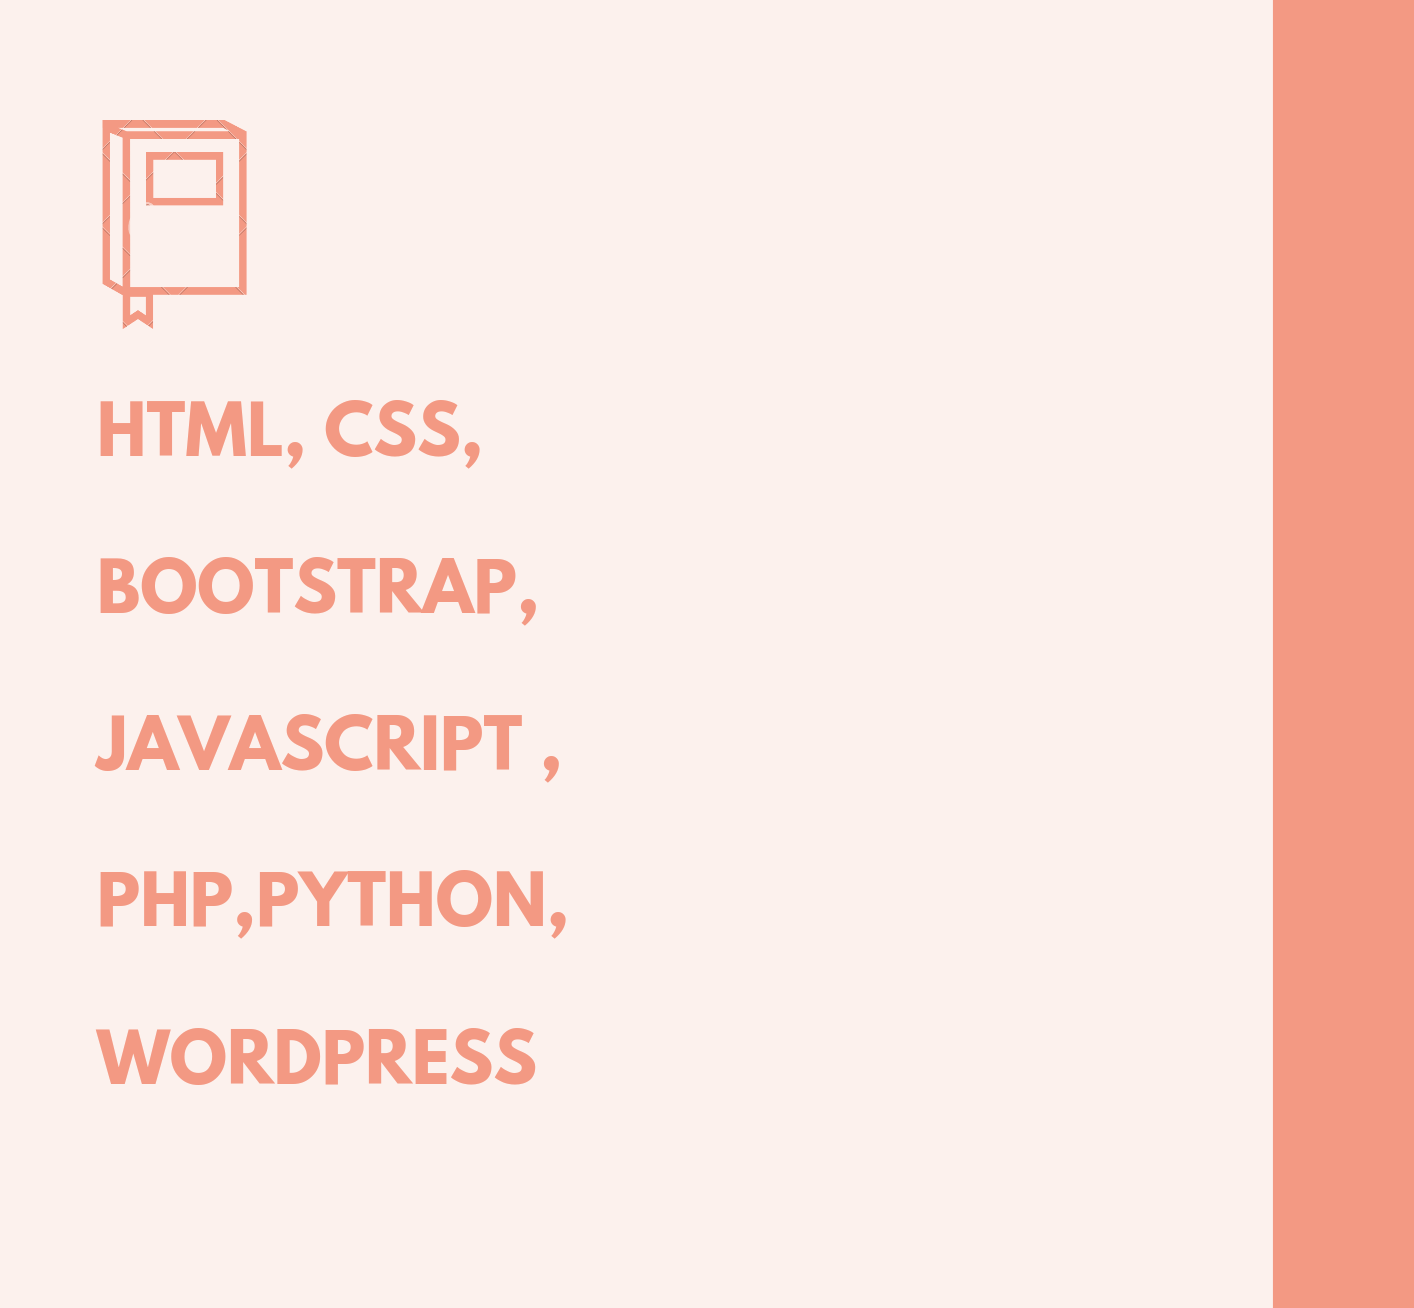 HTML, CSS,
BOOTSTRAP,
JAVASCRIPT ,
PHP,PYTHON,
WORDPRESS